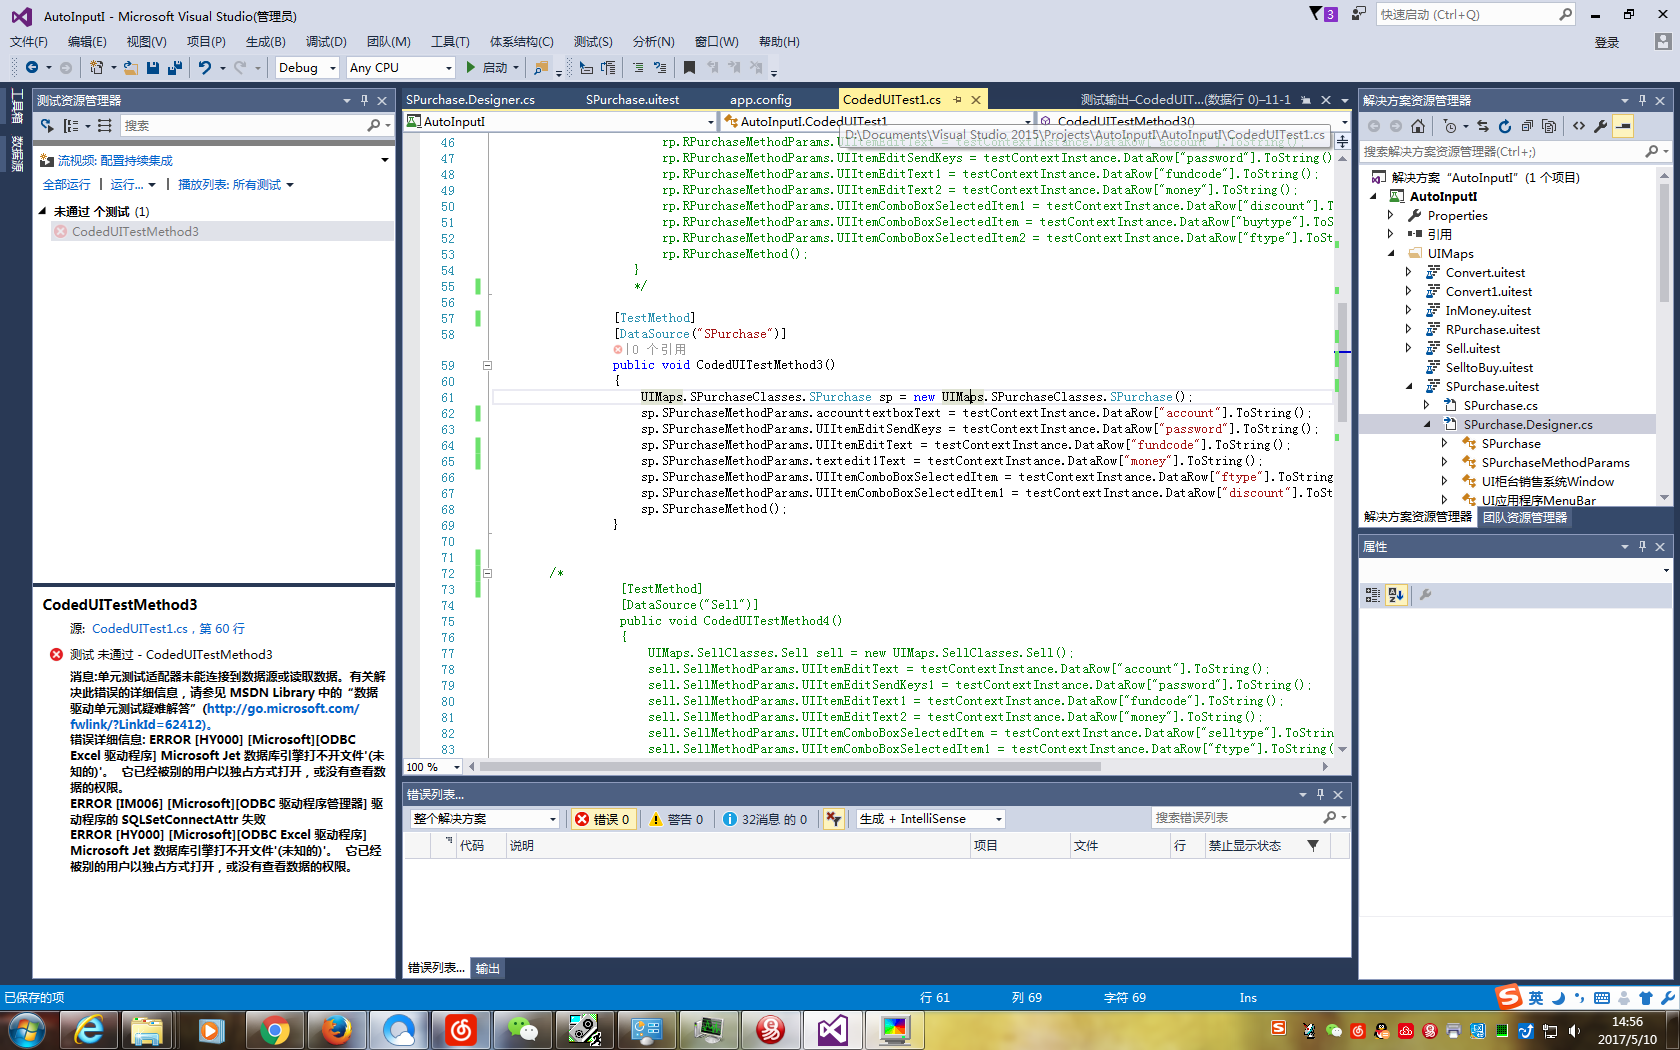 AutoInputI - Microsoft Visual Studio(管理员)
3
快速启动 (Ctrl+Q)
文件(F) 编辑(E) 视图(V) 项目(P) 生成(B) 调试(D) 团队(M) 工具(T) 体系结构(C) 测试(S) 分析(N) 窗口(W) 帮助(H)
登录
Debug Any CPU 启动
工具箱
数据源
测试资源管理器
搜索
流视频: 配置持续集成
全部运行 | 运行... | 播放列表: 所有测试
未通过 个测试 (1)
CodedUITestMethod3
CodedUITestMethod3
源: CodedUITest1.cs，第 60 行
测试 未通过 - CodedUITestMethod3
消息:单元测试适配器未能连接到数据源或读取数据。有关解
决此错误的详细信息，请参见 MSDN Library 中的“数据
驱动单元测试疑难解答”(http://go.microsoft.com/
fwlink/?LinkId=62412)。
错误详细信息: ERROR [HY000] [Microsoft][ODBC
Excel 驱动程序] Microsoft Jet 数据库引擎打不开文件'(未
知的)'。 它已经被别的用户以独占方式打开，或没有查看数
据的权限。
ERROR [IM006] [Microsoft][ODBC 驱动程序管理器] 驱
动程序的 SQLSetConnectAttr 失败
ERROR [HY000] [Microsoft][ODBC Excel 驱动程序]
Microsoft Jet 数据库引擎打不开文件'(未知的)'。 它已经
被别的用户以独占方式打开，或没有查看数据的权限。
SPurchase.Designer.cs SPurchase.uitest app.config CodedUITest1.cs 测试输出–CodedUIT...(数据行 0)–11-1
AutoInputI AutoInputI.CodedUITest1 CodedUITestMethod3()
D:\Documents\Visual Studio 2015\Projects\AutoInputI\AutoInputI\CodedUITest1.cs
46 rp.RPurchaseMethodParams.UIItemEditText = testContextInstance.DataRow["account"].ToString();
47 rp.RPurchaseMethodParams.UIItemEditSendKeys = testContextInstance.DataRow["password"].ToString()
48 rp.RPurchaseMethodParams.UIItemEditText1 = testContextInstance.DataRow["fundcode"].ToString();
49 rp.RPurchaseMethodParams.UIItemEditText2 = testContextInstance.DataRow["money"].ToString();
50 rp.RPurchaseMethodParams.UIItemComboBoxSelectedItem1 = testContextInstance.DataRow["discount"].T
51 rp.RPurchaseMethodParams.UIItemComboBoxSelectedItem = testContextInstance.DataRow["buytype"].ToS
52 rp.RPurchaseMethodParams.UIItemComboBoxSelectedItem2 = testContextInstance.DataRow["ftype"].ToSt
53 rp.RPurchaseMethod();
54 }
55 */
56
57 [TestMethod]
58 [DataSource("SPurchase")]
|0 个引用
59 public void CodedUITestMethod3()
60 {
61 UIMaps.SPurchaseClasses.SPurchase sp = new UIMaps.SPurchaseClasses.SPurchase();
62 sp.SPurchaseMethodParams.accounttextboxText = testContextInstance.DataRow["account"].ToString();
63 sp.SPurchaseMethodParams.UIItemEditSendKeys = testContextInstance.DataRow["password"].ToString();
64 sp.SPurchaseMethodParams.UIItemEditText = testContextInstance.DataRow["fundcode"].ToString();
65 sp.SPurchaseMethodParams.textedit1Text = testContextInstance.DataRow["money"].ToString();
66 sp.SPurchaseMethodParams.UIItemComboBoxSelectedItem = testContextInstance.DataRow["ftype"].ToString
67 sp.SPurchaseMethodParams.UIItemComboBoxSelectedItem1 = testContextInstance.DataRow["discount"].ToSt
68 sp.SPurchaseMethod();
69 }
70
71
72 /*
73 [TestMethod]
74 [DataSource("Sell")]
75 public void CodedUITestMethod4()
76 {
77 UIMaps.SellClasses.Sell sell = new UIMaps.SellClasses.Sell();
78 sell.SellMethodParams.UIItemEditText = testContextInstance.DataRow["account"].ToString();
79 sell.SellMethodParams.UIItemEditSendKeys1 = testContextInstance.DataRow["password"].ToString();
80 sell.SellMethodParams.UIItemEditText1 = testContextInstance.DataRow["fundcode"].ToString();
81 sell.SellMethodParams.UIItemEditText2 = testContextInstance.DataRow["money"].ToString();
82 sell.SellMethodParams.UIItemComboBoxSelectedItem = testContextInstance.DataRow["selltype"].ToStrin
83 sell.SellMethodParams.UIItemComboBoxSelectedItem1 = testContextInstance.DataRow["ftype"].ToString(
100 %
错误列表...
整个解决方案 错误 0 警告 0 32消息 的 0 生成 + IntelliSense 搜索错误列表
代码 说明 项目 文件 行 禁止显示状态
错误列表... 输出
解决方案资源管理器
搜索解决方案资源管理器(Ctrl+;)
解决方案“AutoInputI”(1 个项目)
AutoInputI
Properties
引用
UIMaps
Convert.uitest
Convert1.uitest
InMoney.uitest
RPurchase.uitest
Sell.uitest
SelltoBuy.uitest
SPurchase.uitest
SPurchase.cs
SPurchase.Designer.cs
SPurchase
SPurchaseMethodParams
UI柜台销售系统Window
UI应用程序MenuBar
解决方案资源管理器 团队资源管理器
属性
已保存的项 行 61 列 69 字符 69 Ins
英
14:56
2017/5/10